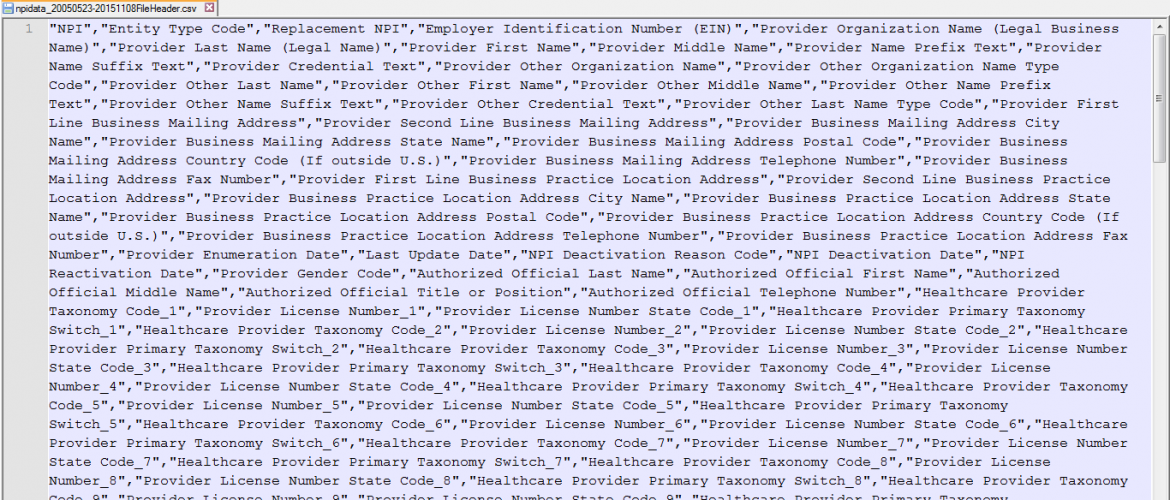 npidata_20050523-20151108FileHeader.csv
1 "NPI","Entity Type Code","Replacement NPI","Employer Identification Number (EIN)","Provider Organization Name (Legal Business
Name)","Provider Last Name (Legal Name)","Provider First Name","Provider Middle Name","Provider Name Prefix Text","Provider
Name Suffix Text","Provider Credential Text","Provider Other Organization Name","Provider Other Organization Name Type
Code","Provider Other Last Name","Provider Other First Name","Provider Other Middle Name","Provider Other Name Prefix
Text","Provider Other Name Suffix Text","Provider Other Credential Text","Provider Other Last Name Type Code","Provider First
Line Business Mailing Address","Provider Second Line Business Mailing Address","Provider Business Mailing Address City
Name","Provider Business Mailing Address State Name","Provider Business Mailing Address Postal Code","Provider Business
Mailing Address Country Code (If outside U.S.)","Provider Business Mailing Address Telephone Number","Provider Business
Mailing Address Fax Number","Provider First Line Business Practice Location Address","Provider Second Line Business Practice
Location Address","Provider Business Practice Location Address City Name","Provider Business Practice Location Address State
Name","Provider Business Practice Location Address Postal Code","Provider Business Practice Location Address Country Code (If
outside U.S.)","Provider Business Practice Location Address Telephone Number","Provider Business Practice Location Address Fax
Number","Provider Enumeration Date","Last Update Date","NPI Deactivation Reason Code","NPI Deactivation Date","NPI
Reactivation Date","Provider Gender Code","Authorized Official Last Name","Authorized Official First Name","Authorized
Official Middle Name","Authorized Official Title or Position","Authorized Official Telephone Number","Healthcare Provider
Taxonomy Code_1","Provider License Number_1","Provider License Number State Code_1","Healthcare Provider Primary Taxonomy
Switch_1","Healthcare Provider Taxonomy Code_2","Provider License Number_2","Provider License Number State Code_2","Healthcare
Provider Primary Taxonomy Switch_2","Healthcare Provider Taxonomy Code_3","Provider License Number_3","Provider License Number
State Code_3","Healthcare Provider Primary Taxonomy Switch_3","Healthcare Provider Taxonomy Code_4","Provider License
Number_4","Provider License Number State Code_4","Healthcare Provider Primary Taxonomy Switch_4","Healthcare Provider Taxonomy
Code_5","Provider License Number_5","Provider License Number State Code_5","Healthcare Provider Primary Taxonomy
Switch_5","Healthcare Provider Taxonomy Code_6","Provider License Number_6","Provider License Number State Code_6","Healthcare
Provider Primary Taxonomy Switch_6","Healthcare Provider Taxonomy Code_7","Provider License Number_7","Provider License Number
State Code_7","Healthcare Provider Primary Taxonomy Switch_7","Healthcare Provider Taxonomy Code_8","Provider License
Number_8","Provider License Number State Code_8","Healthcare Provider Primary Taxonomy Switch_8","Healthcare Provider Taxonomy
Code_9","Provider License Number_9","Provider License Number State Code_9","Healthcare Provider Primary Taxonomy